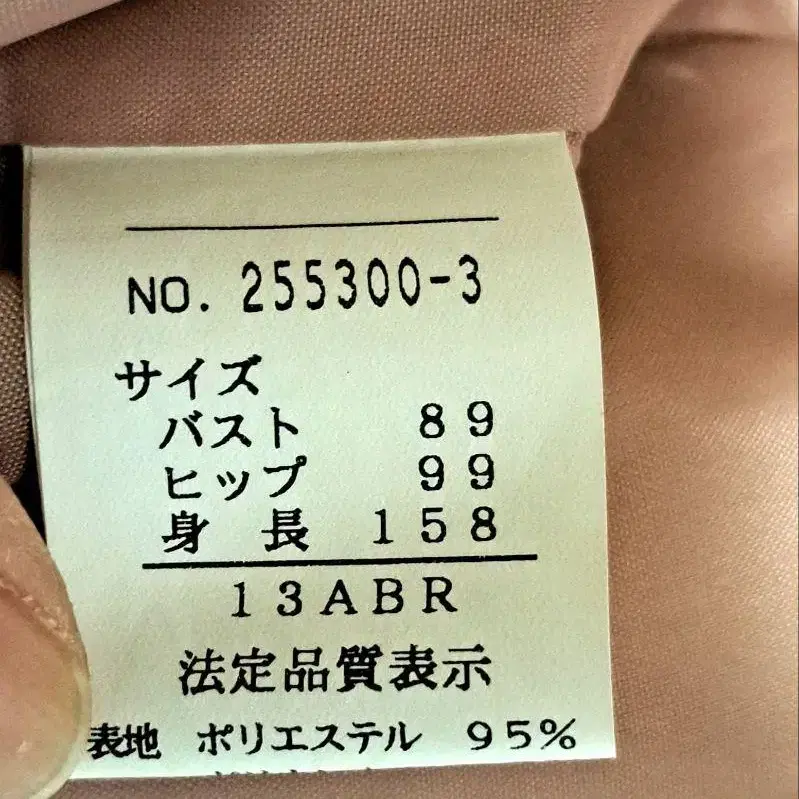 NO. 255300-3
サイズ
バスト 89
ヒップ 99
身長 158
13ABR
法定品質表示
表地 ポリエステル 95%